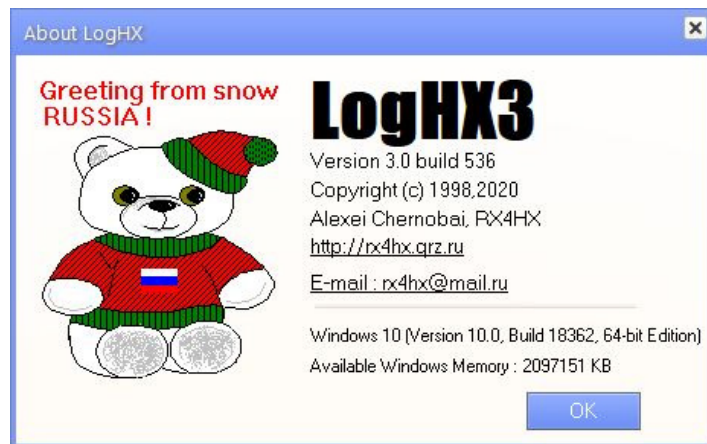 About LogHX
Greeting from snow
RUSSIA !
LogHX3
Version 3.0 build 536
Copyright (c) 1998,2020
Alexei Chernobai, RX4HX
http://rx4hx.qrz.ru
E-mail : rx4hx@mail.ru
Windows 10 (Version 10.0, Build 18362, 64-bit Edition)
Available Windows Memory : 2097151 KB
OK